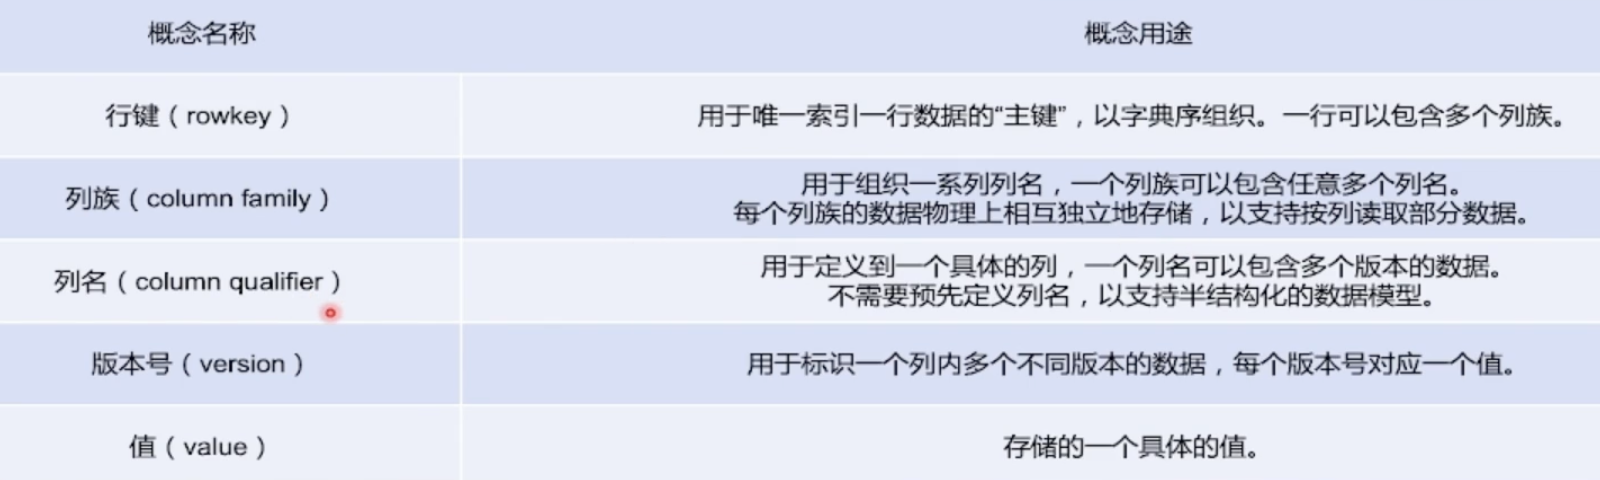 概念名称
概念用途
行键（rowkey）
用于唯一索引一行数据的“主键”，以字典序组织。一行可以包含多个列族。
列族（column family）
用于组织一系列列名，一个列族可以包含任意多个列名。
每个列族的数据物理上相互独立地存储，以支持按列读取部分数据。
列名（column qualifier）
用于定义到一个具体的列，一个列名可以包含多个版本的数据。
不需要预先定义列名，以支持半结构化的数据模型。
版本号（version）
用于标识一个列内多个不同版本的数据，每个版本号对应一个值。
值（value）
存储的一个具体的值。